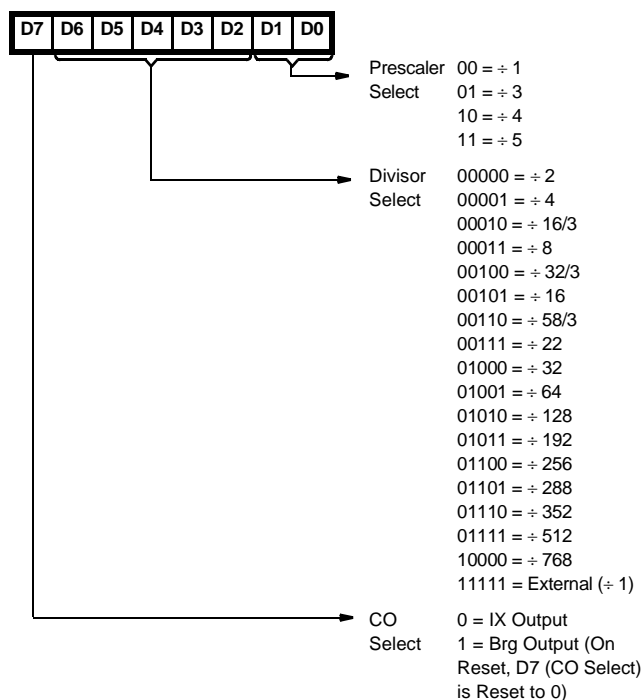 D7 D6 D5 D4 D3 D2 D1 D0
Prescaler 00 = ÷ 1
Select 01 = ÷ 3
10 = ÷ 4
11 = ÷ 5
Divisor 00000 = ÷ 2
Select 00001 = ÷ 4
00010 = ÷ 16/3
00011 = ÷ 8
00100 = ÷ 32/3
00101 = ÷ 16
00110 = ÷ 58/3
00111 = ÷ 22
01000 = ÷ 32
01001 = ÷ 64
01010 = ÷ 128
01011 = ÷ 192
01100 = ÷ 256
01101 = ÷ 288
01110 = ÷ 352
01111 = ÷ 512
10000 = ÷ 768
11111 = External (÷ 1)
CO 0 = IX Output
Select 1 = Brg Output (On
Reset, D7 (CO Select)
is Reset to 0)